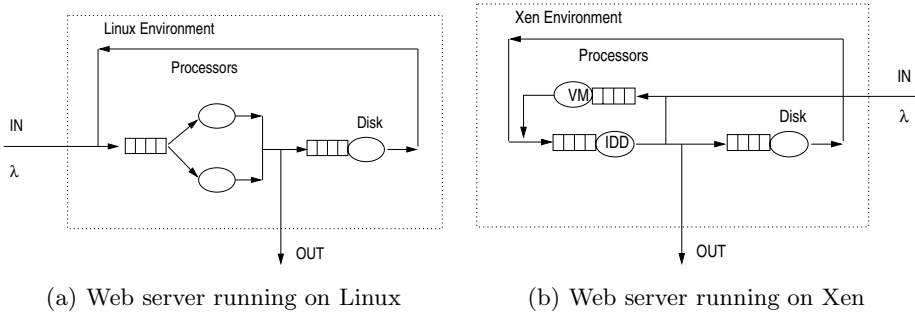 Linux Environment
Processors
IN
λ
Disk
OUT
(a) Web server running on Linux
Xen Environment
Processors
IN
λ
VM
IDD
Disk
OUT
(b) Web server running on Xen